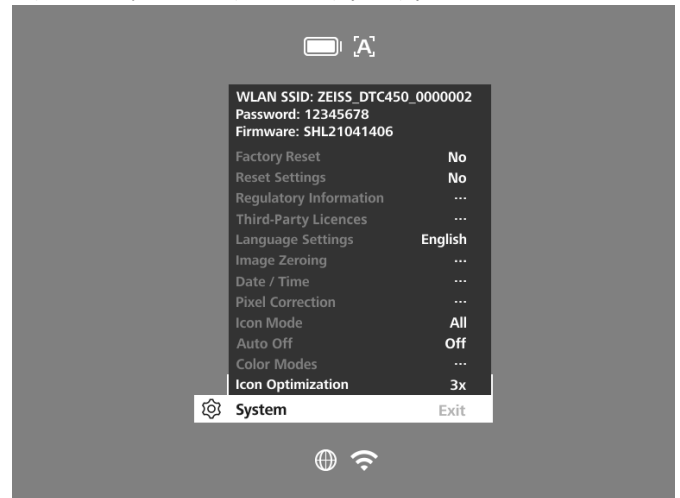 [A]
WLAN SSID: ZEISS_DTC450_0000002
Password: 12345678
Firmware: SHL21041406
Factory Reset No
Reset Settings No
Regulatory Information ...
Third-Party Licences ...
Language Settings English
Image Zeroing ...
Date / Time ...
Pixel Correction ...
Icon Mode All
Auto Off Off
Color Modes ...
Icon Optimization 3x
System Exit